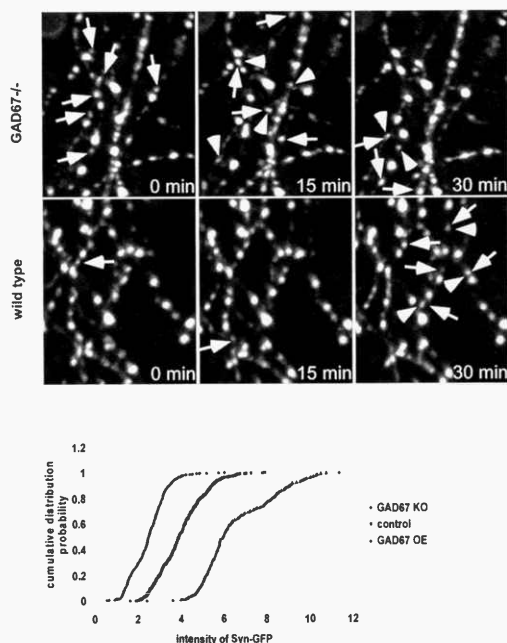 GAD67-/-
0 min
15 min
30 min
wild type
0 min
15 min
30 min
cumulative distribution
probability
1.2
1
0.8
0.6
0.4
0.2
0
0
2
4
6
8
10
12
intensity of Syn-GFP
GAD67 KO
control
GAD67 OE